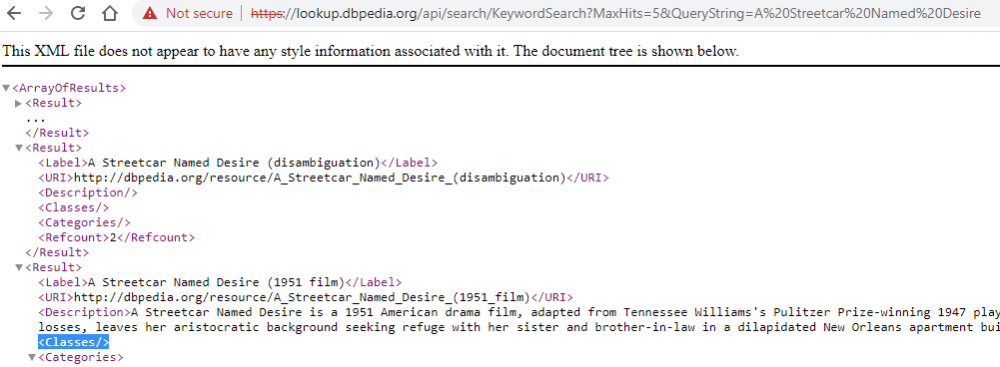 Not secure | https://lookup.dbpedia.org/api/search/KeywordSearch?MaxHits=5&QueryString=A%20Streetcar%20Named%20Desire
This XML file does not appear to have any style information associated with it. The document tree is shown below.
▼<ArrayOfResults>
▶<Result>
...
</Result>
▼<Result>
<Label>A Streetcar Named Desire (disambiguation)</Label>
<URI>http://dbpedia.org/resource/A_Streetcar_Named_Desire_(disambiguation)</URI>
<Description/>
<Classes/>
<Categories/>
<Refcount>2</Refcount>
</Result>
▼<Result>
<Label>A Streetcar Named Desire (1951 film)</Label>
<URI>http://dbpedia.org/resource/A_Streetcar_Named_Desire_(1951_film)</URI>
<Description>A Streetcar Named Desire is a 1951 American drama film, adapted from Tennessee Williams's Pulitzer Prize-winning 1947 play
losses, leaves her aristocratic background seeking refuge with her sister and brother-in-law in a dilapidated New Orleans apartment bui
<Classes/>
▼<Categories>